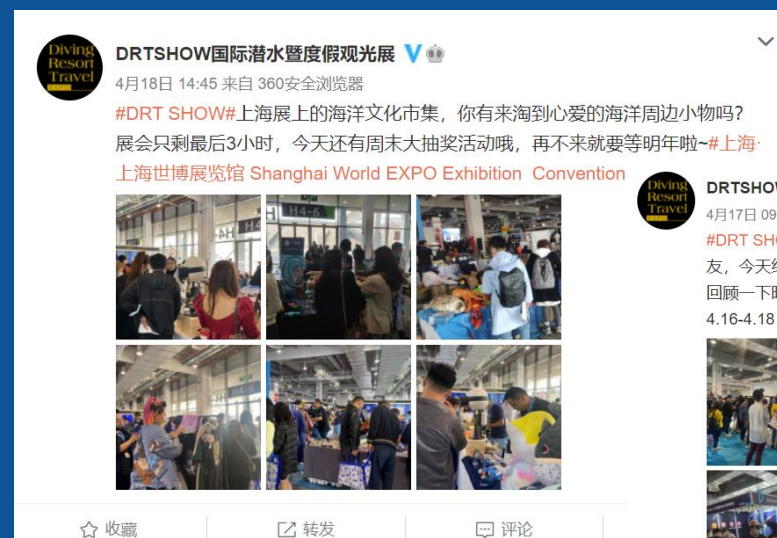 Diving
Resort
Travel
EXPO
DRTSHOW国际潜水暨度假观光展
4月18日 14:45 来自 360安全浏览器
#DRT SHOW#上海展上的海洋文化市集，你有来淘到心爱的海洋周边小物吗？
展会只剩最后3小时，今天还有周末大抽奖活动哦，再不来就要等明年啦~#上海·
上海世博展览馆 Shanghai World EXPO Exhibition Convention
H4-6
收藏
转发
评论
Diving
Resort
Travel
EXPO
DRTSHOW
4月17日 09
#DRT SH
友，今天
回顾一下
4.16-4.18